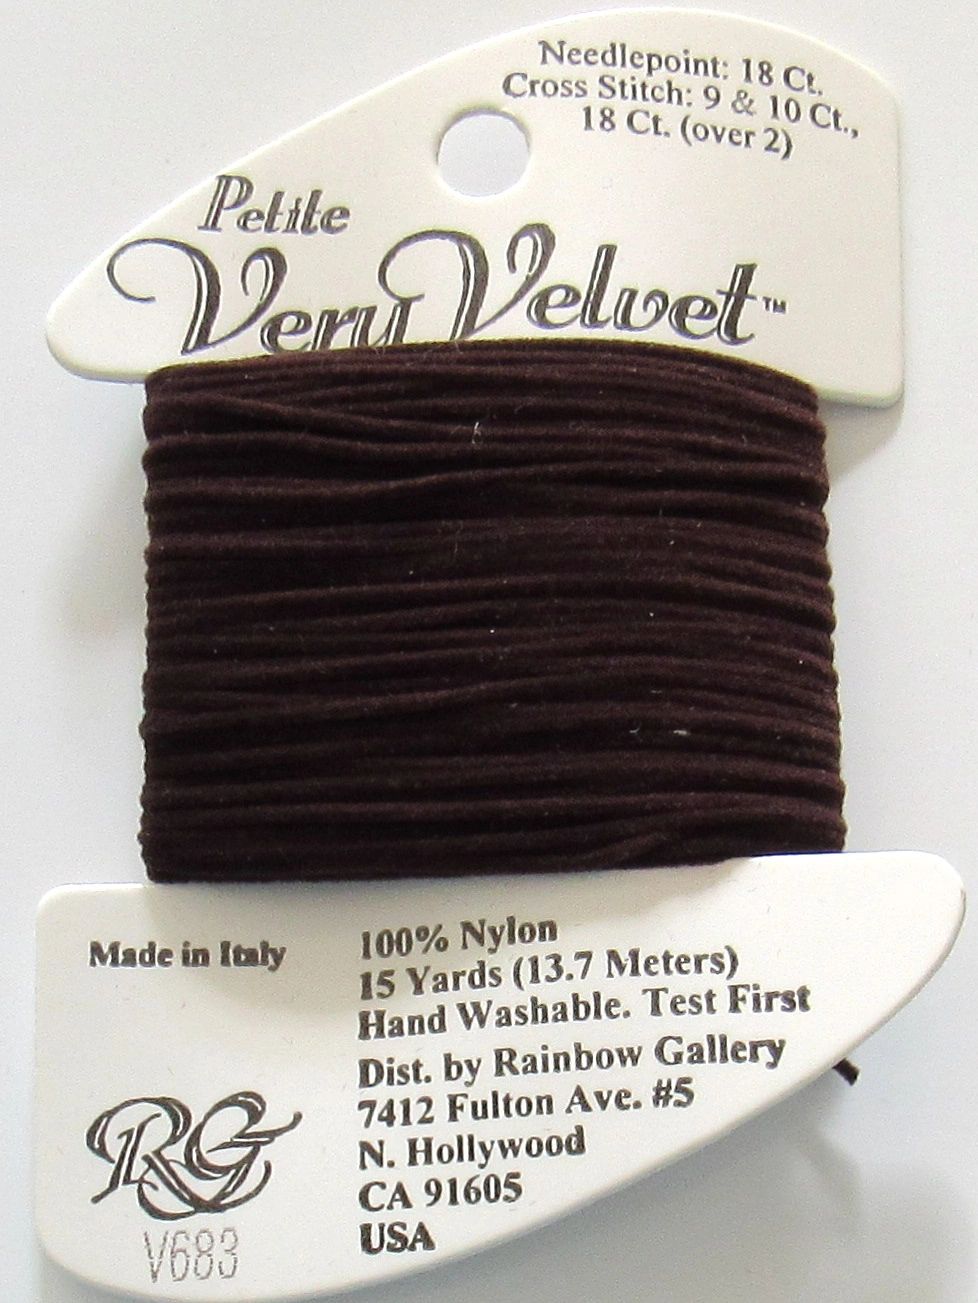 Needlepoint: 18 Ct.
Cross Stitch: 9 & 10 Ct.,
18 Ct. (over 2)
Petite
Very Velvet™
Made in Italy
100% Nylon
15 Yards (13.7 Meters)
Hand Washable. Test First
Dist. by Rainbow Gallery
7412 Fulton Ave. #5
N. Hollywood
CA 91605
USA
RG
V683